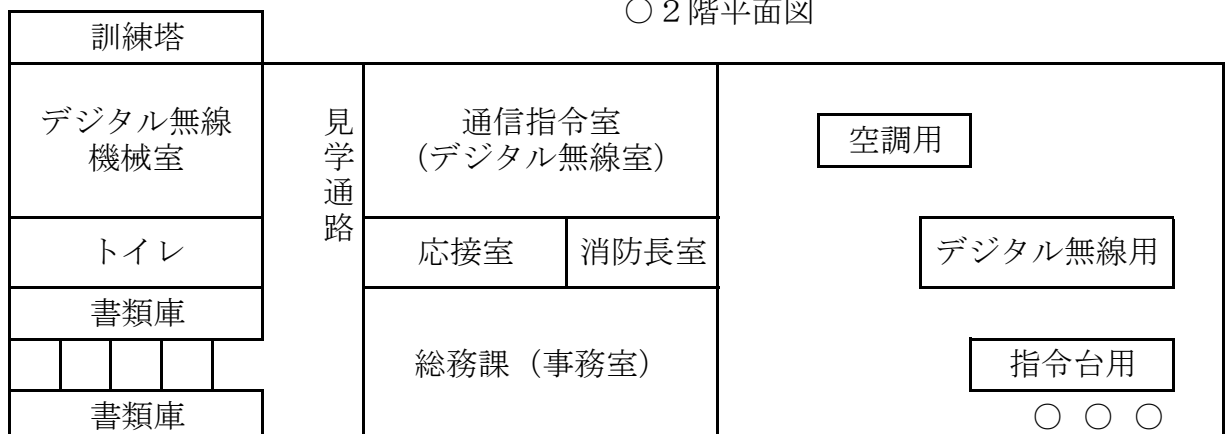 ○２階平面図
訓練塔
デジタル無線
機械室
見学通路
通信指令室
（デジタル無線室）
空調用
トイレ
応接室
消防長室
デジタル無線用
書類庫
総務課（事務室）
指令台用
書類庫
○ ○ ○